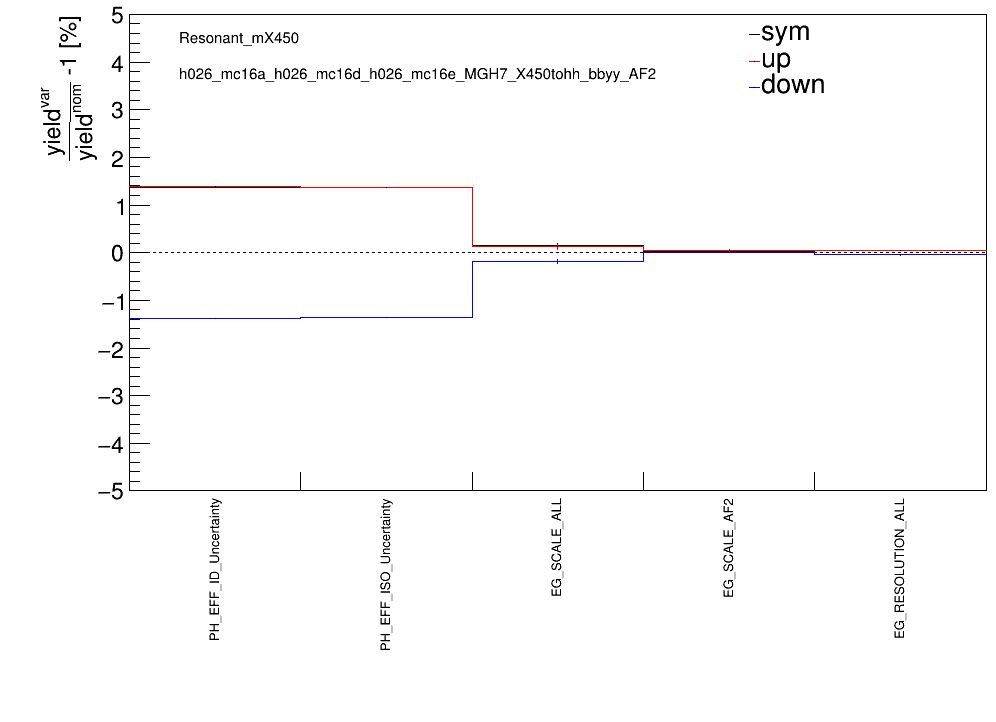 yield^var
yield^nom -1 [%]
5
4
3
2
1
0
−1
−2
−3
−4
−5
Resonant_mX450
h026_mc16a_h026_mc16d_h026_mc16e_MGH7_X450tohh_bbyy_AF2
sym
up
down
PH_EFF_ID_Uncertainty
PH_EFF_ISO_Uncertainty
EG_SCALE_ALL
EG_SCALE_AF2
EG_RESOLUTION_ALL